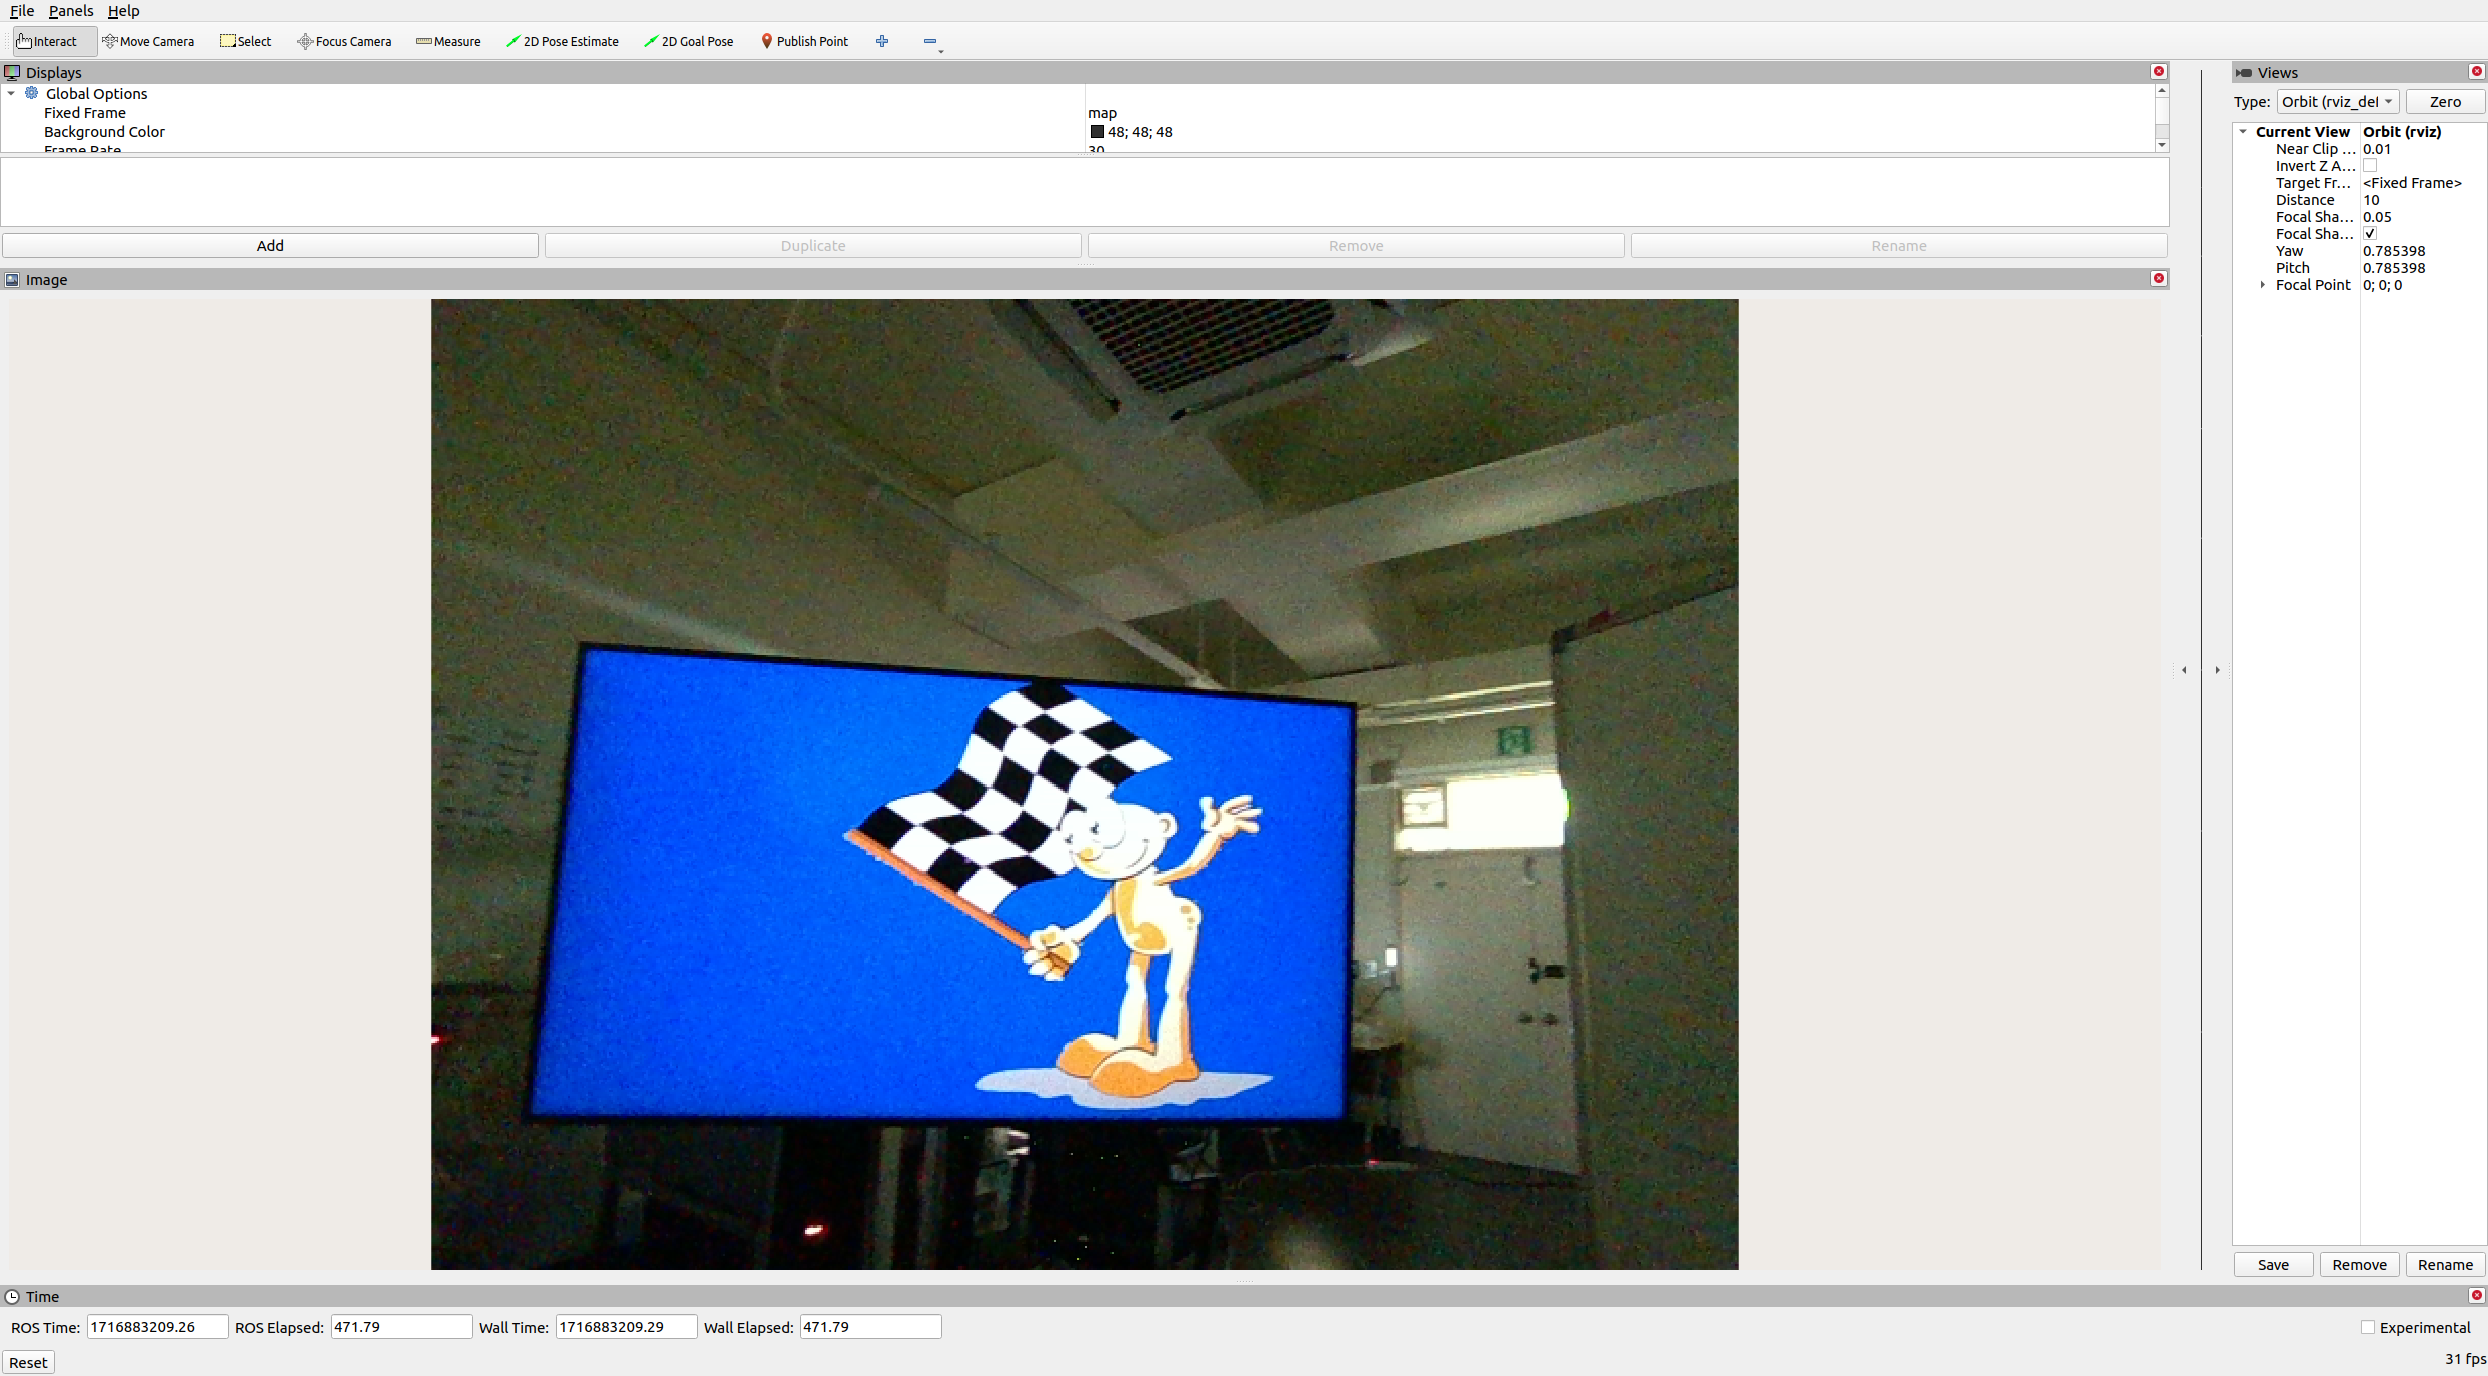 File Panels Help
Interact Move Camera Select Focus Camera Measure 2D Pose Estimate 2D Goal Pose Publish Point
Displays
Global Options
Fixed Frame map
Background Color 48; 48; 48
Frame Rate 30
Add Duplicate Remove Rename
Image
Views
Type: Orbit (rviz_def Zero
Current View Orbit (rviz)
Near Clip ... 0.01
Invert Z A...
Target Fr... <Fixed Frame>
Distance 10
Focal Sha... 0.05
Focal Sha...
Yaw 0.785398
Pitch 0.785398
Focal Point 0; 0; 0
Save Remove Rename
Time
ROS Time: 1716883209.26 ROS Elapsed: 471.79 Wall Time: 1716883209.29 Wall Elapsed: 471.79 Experimental
Reset 31 fps